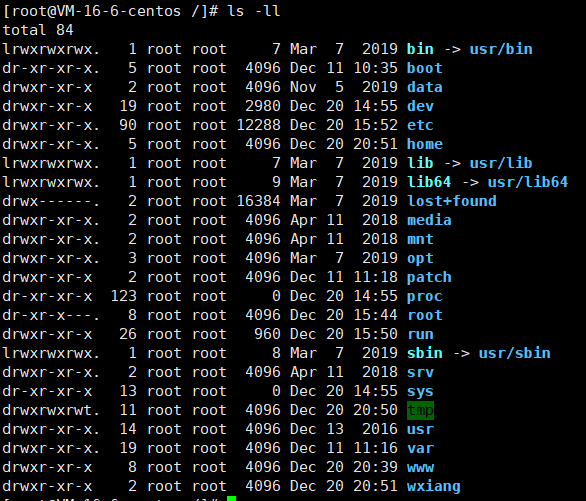 [root@VM-16-6-centos /]# ls -ll
total 84
lrwxrwxrwx.   1 root root     7 Mar  7  2019 bin -> usr/bin
dr-xr-xr-x.   5 root root  4096 Dec 11 10:35 boot
drwxr-xr-x    2 root root  4096 Nov  5  2019 data
drwxr-xr-x   19 root root  2980 Dec 20 14:55 dev
drwxr-xr-x.  90 root root 12288 Dec 20 15:52 etc
drwxr-xr-x.   5 root root  4096 Dec 20 20:51 home
lrwxrwxrwx.   1 root root     7 Mar  7  2019 lib -> usr/lib
lrwxrwxrwx.   1 root root     9 Mar  7  2019 lib64 -> usr/lib64
drwx------.   2 root root 16384 Mar  7  2019 lost+found
drwxr-xr-x.   2 root root  4096 Apr 11  2018 media
drwxr-xr-x.   2 root root  4096 Apr 11  2018 mnt
drwxr-xr-x.   3 root root  4096 Mar  7  2019 opt
drwxr-xr-x    2 root root  4096 Dec 11 11:18 patch
dr-xr-xr-x  123 root root     0 Dec 20 14:55 proc
dr-xr-x---.   8 root root  4096 Dec 20 15:44 root
drwxr-xr-x   26 root root   960 Dec 20 15:50 run
lrwxrwxrwx.   1 root root     8 Mar  7  2019 sbin -> usr/sbin
drwxr-xr-x.   2 root root  4096 Apr 11  2018 srv
dr-xr-xr-x   13 root root     0 Dec 20 14:55 sys
drwxrwxrwt.  11 root root  4096 Dec 20 20:50 tmp
drwxr-xr-x.  14 root root  4096 Dec 13  2016 usr
drwxr-xr-x.  19 root root  4096 Dec 11 11:16 var
drwxr-xr-x    8 root root  4096 Dec 20 20:39 www
drwxr-xr-x    2 root root  4096 Dec 20 20:51 wxiang
[root@VM-16-6-centos /]#